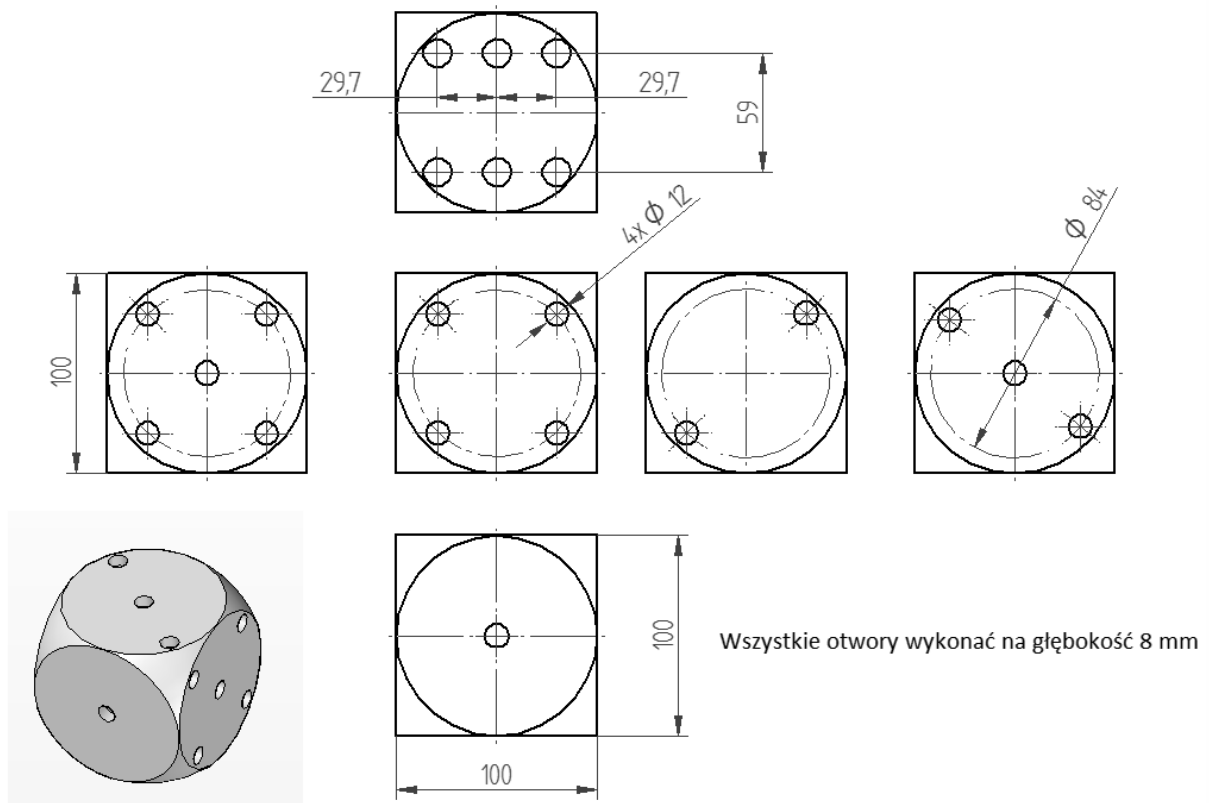 29,7
29,7
59
4x Φ 12
Φ 84
100
100
Wszystkie otwory wykonać na głębokość 8 mm
100